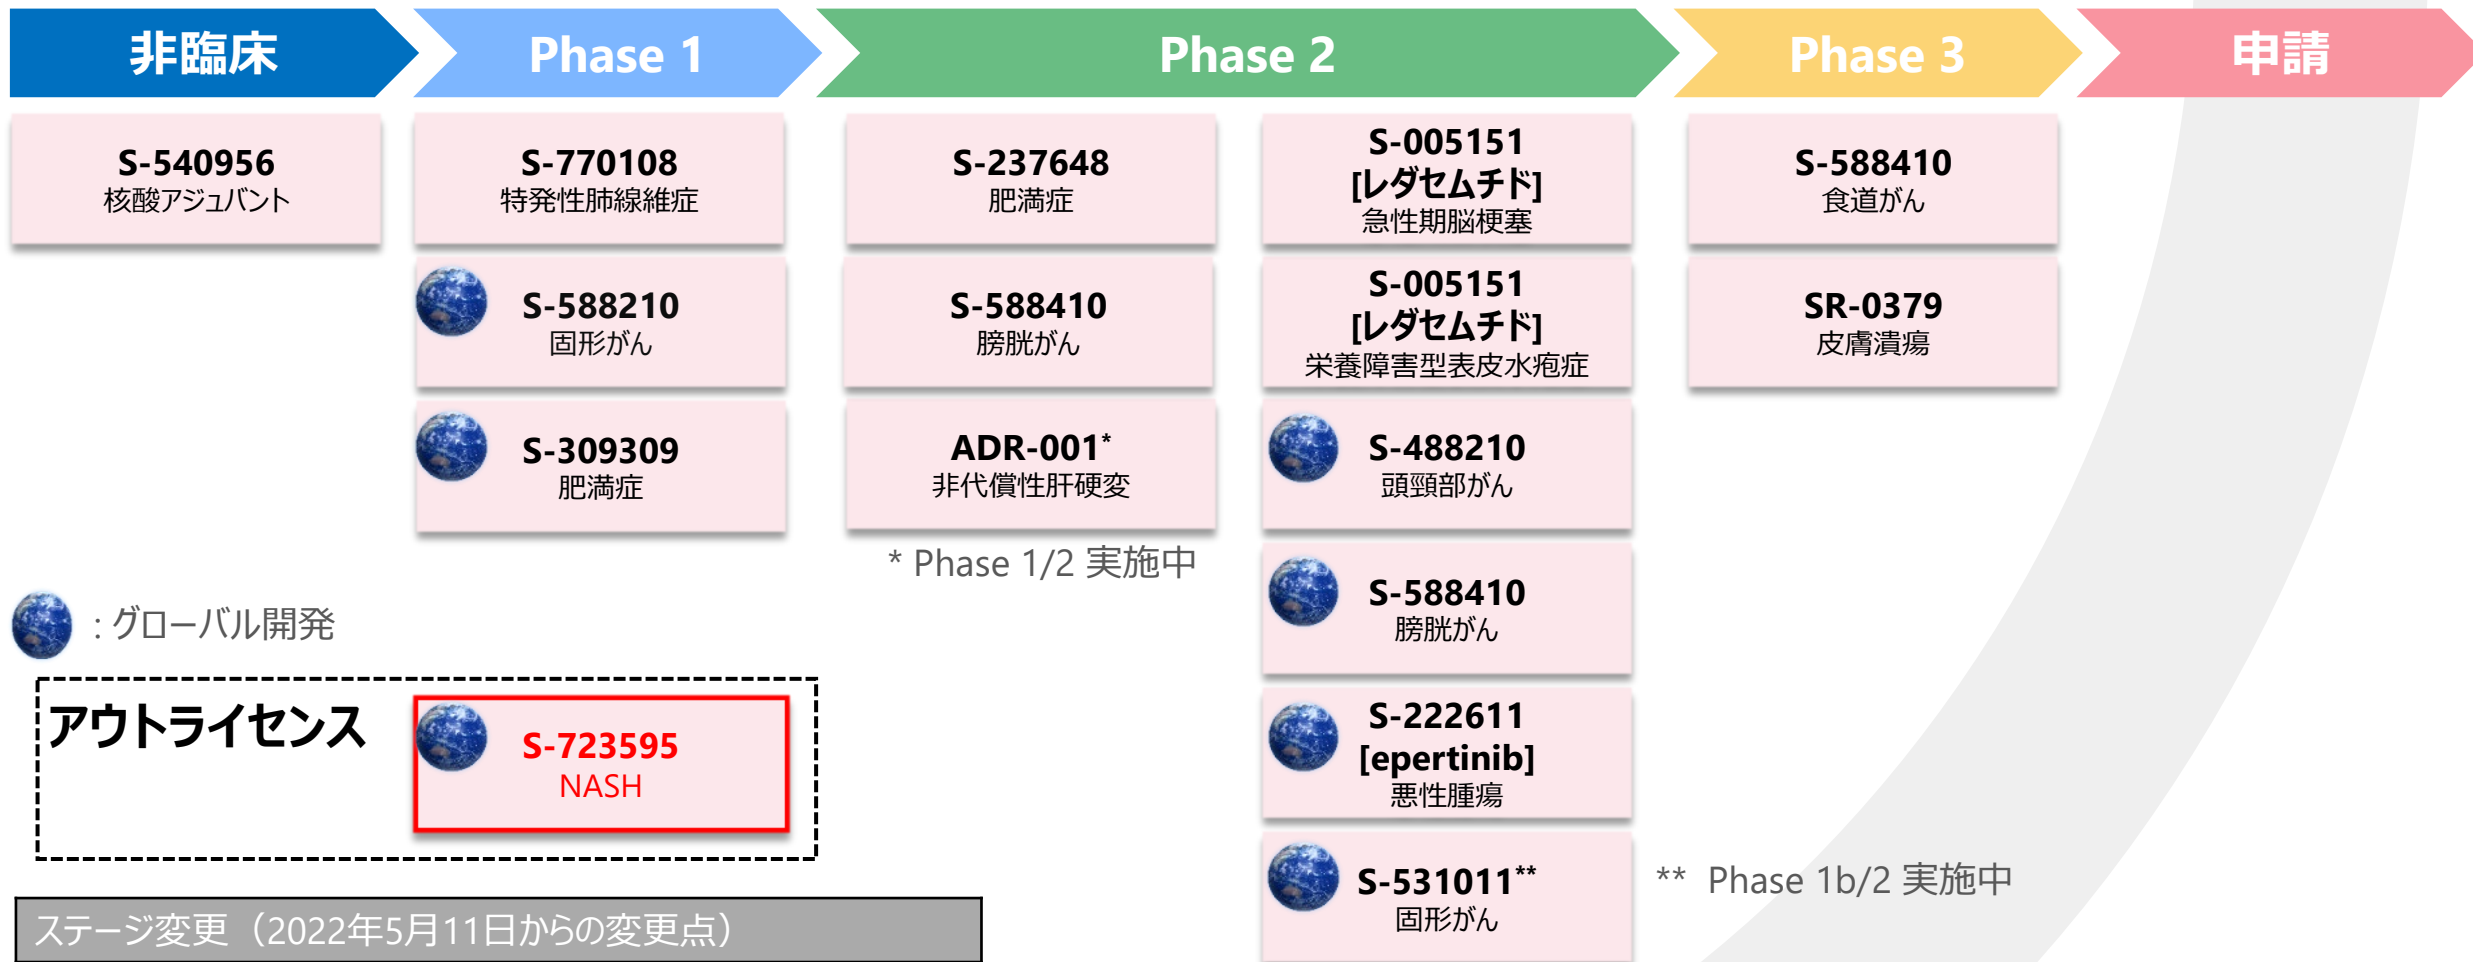 非臨床
Phase 1
Phase 2
Phase 3
申請
S-540956
核酸アジュバント
S-770108
特発性肺線維症
S-588210
固形がん
S-309309
肥満症
S-237648
肥満症
S-588410
膀胱がん
ADR-001*
非代償性肝硬変
* Phase 1/2 実施中
S-005151
[レダセムチド]
急性期脳梗塞
S-005151
[レダセムチド]
栄養障害型表皮水疱症
S-488210
頭頸部がん
S-588410
膀胱がん
S-222611
[epertinib]
悪性腫瘍
S-531011**
固形がん
** Phase 1b/2 実施中
S-588410
食道がん
SR-0379
皮膚潰瘍
: グローバル開発
アウトライセンス
S-723595
NASH
ステージ変更（2022年5月11日からの変更点）